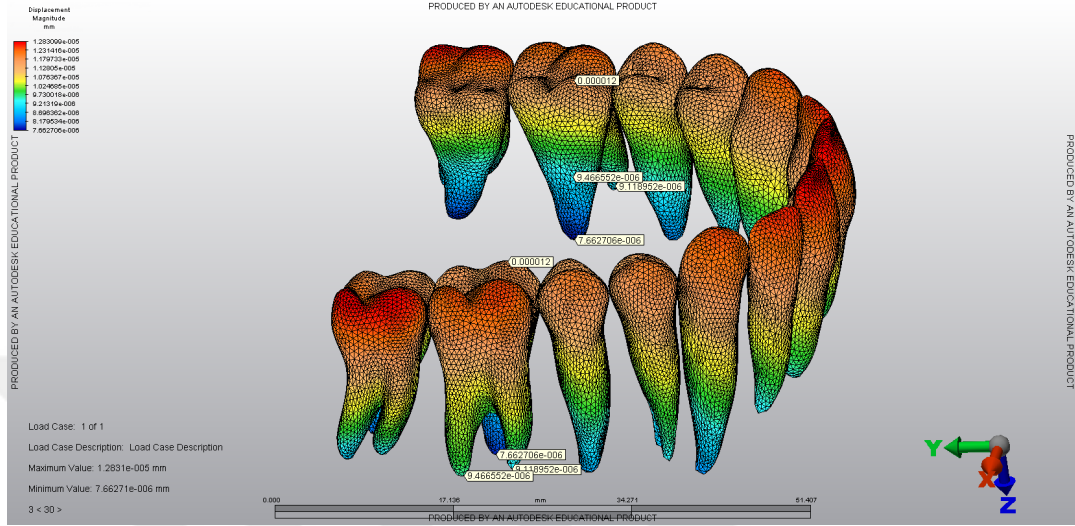 PRODUCED BY AN AUTODESK EDUCATIONAL PRODUCT
Displacement
Magnitude
mm
1.283099e-005
1.231416e-005
1.179733e-005
1.12805e-005
1.076367e-005
1.024685e-005
9.730018e-006
9.21319e-006
8.696362e-006
8.179534e-006
7.662706e-006
PRODUCED BY AN AUTODESK EDUCATIONAL PRODUCT
PRODUCED BY AN AUTODESK EDUCATIONAL PRODUCT
0.000012
9.466552e-006
9.118952e-006
7.662706e-006
0.000012
7.662706e-006
9.118952e-006
9.466552e-006
Load Case: 1 of 1
Load Case Description: Load Case Description
Maximum Value: 1.2831e-005 mm
Minimum Value: 7.66271e-006 mm
3 < 30 >
0.000 17.136 mm 34.271 51.407
PRODUCED BY AN AUTODESK EDUCATIONAL PRODUCT
Y
X
Z